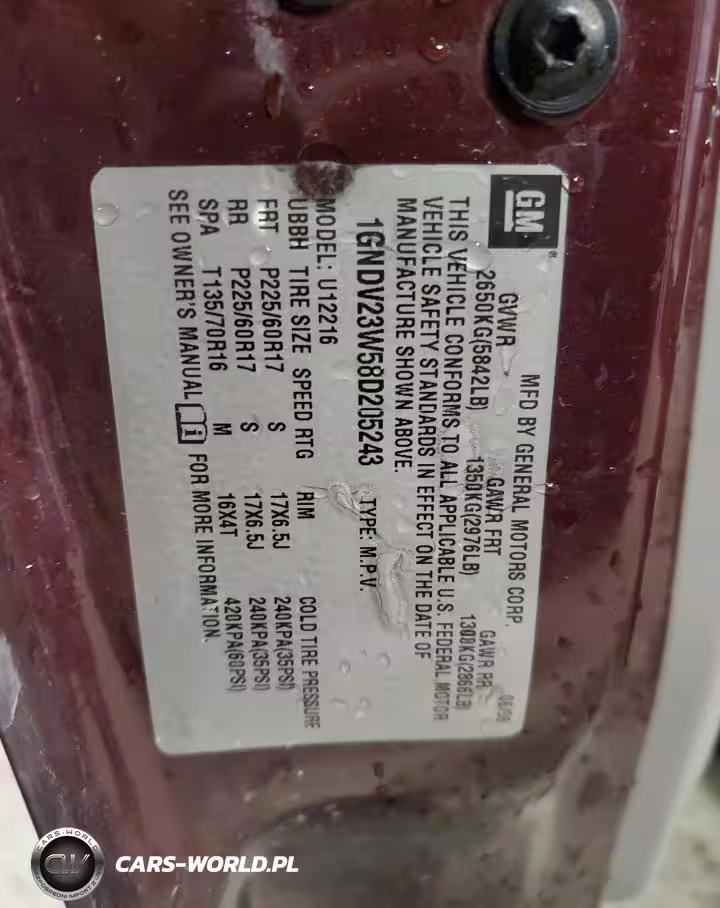 GM®
MFD BY GENERAL MOTORS CORP.
GVWR GAWR FRT GAWR RR
2650KG(5842LB) 1350KG(2976LB) 1300KG(2866LB)
THIS VEHICLE CONFORMS TO ALL APPLICABLE U.S. FEDERAL MOTOR
VEHICLE SAFETY STANDARDS IN EFFECT ON THE DATE OF
MANUFACTURE SHOWN ABOVE.
1GNDV23W58D205243 TYPE: M.P.V.
MODEL: U12216
UBBH TIRE SIZE SPEED RTG RIM COLD TIRE PRESSURE
FRT P225/60R17 S 17X6.5J 240KPA(35PSI)
RR P225/60R17 S 17X6.5J 240KPA(35PSI)
SPA T135/70R16 M 16X4T 420KPA(60PSI)
SEE OWNER'S MANUAL FOR MORE INFORMATION.
CARS-WORLD
CW
CARS-WORLD.PL